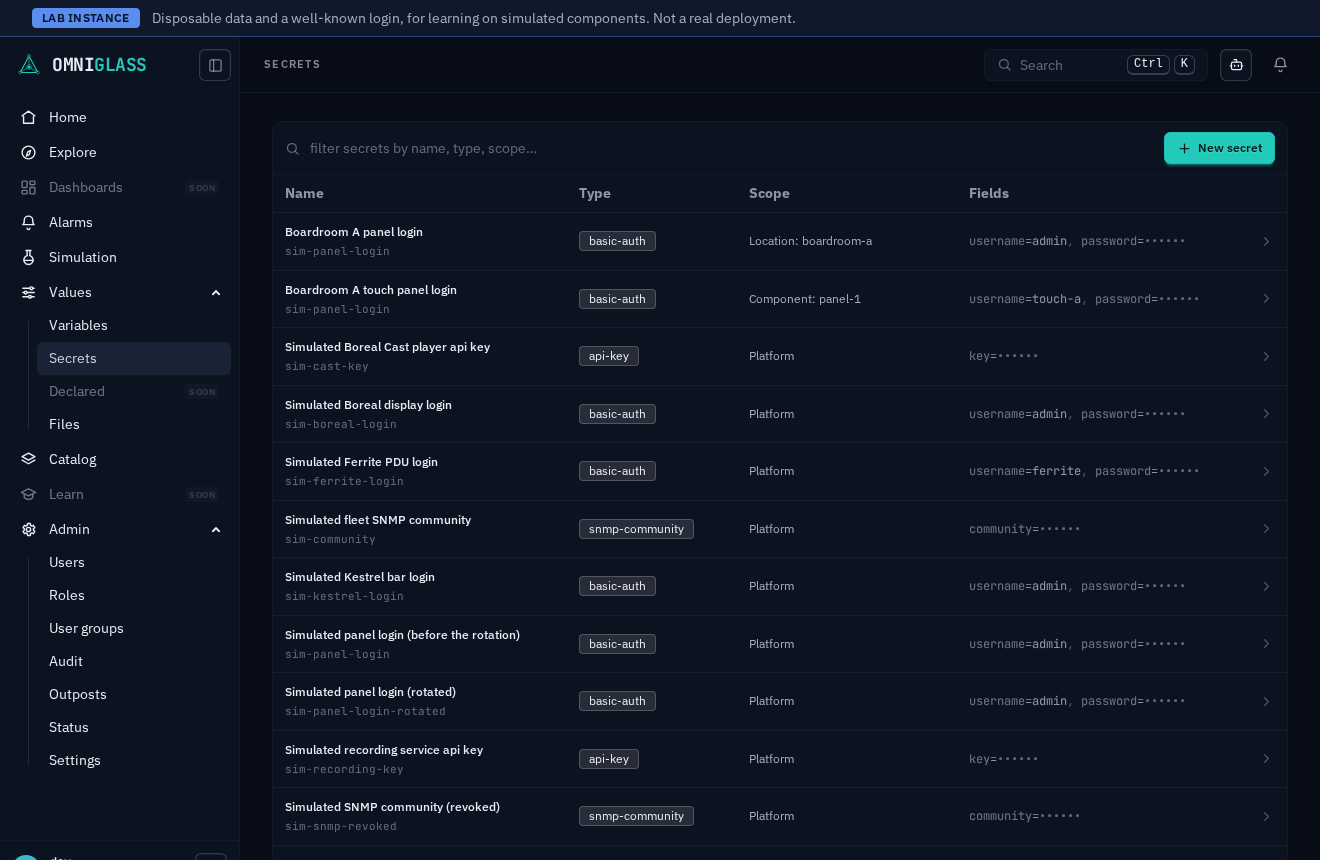 LAB INSTANCE Disposable data and a well-known login, for learning on simulated components. Not a real deployment.
OMNIGLASS
SECRETS
Search Ctrl K
Home
Explore
Dashboards SOON
Alarms
Simulation
Values
Variables
Secrets
Declared SOON
Files
Catalog
Learn SOON
Admin
Users
Roles
User groups
Audit
Outposts
Status
Settings
filter secrets by name, type, scope...
New secret
Name Type Scope Fields
Boardroom A panel login
sim-panel-login
basic-auth Location: boardroom-a username=admin, password=••••••
Boardroom A touch panel login
sim-panel-login
basic-auth Component: panel-1 username=touch-a, password=••••••
Simulated Boreal Cast player api key
sim-cast-key
api-key Platform key=••••••
Simulated Boreal display login
sim-boreal-login
basic-auth Platform username=admin, password=••••••
Simulated Ferrite PDU login
sim-ferrite-login
basic-auth Platform username=ferrite, password=••••••
Simulated fleet SNMP community
sim-community
snmp-community Platform community=••••••
Simulated Kestrel bar login
sim-kestrel-login
basic-auth Platform username=admin, password=••••••
Simulated panel login (before the rotation)
sim-panel-login
basic-auth Platform username=admin, password=••••••
Simulated panel login (rotated)
sim-panel-login-rotated
basic-auth Platform username=admin, password=••••••
Simulated recording service api key
sim-recording-key
api-key Platform key=••••••
Simulated SNMP community (revoked)
sim-snmp-revoked
snmp-community Platform community=••••••